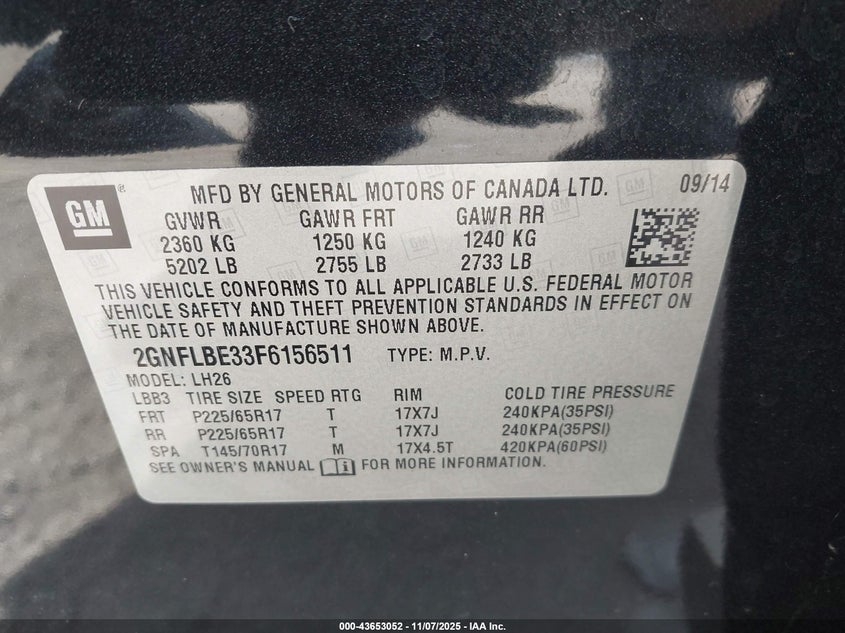 GM ® MFD BY GENERAL MOTORS OF CANADA LTD. 09/14
GVWR GAWR FRT GAWR RR
2360 KG 1250 KG 1240 KG
5202 LB 2755 LB 2733 LB
THIS VEHICLE CONFORMS TO ALL APPLICABLE U.S. FEDERAL MOTOR
VEHICLE SAFETY AND THEFT PREVENTION STANDARDS IN EFFECT ON
THE DATE OF MANUFACTURE SHOWN ABOVE.
2GNFLBE33F6156511 TYPE: M.P.V.
MODEL: LH26
LBB3 TIRE SIZE SPEED RTG RIM COLD TIRE PRESSURE
FRT P225/65R17 T 17X7J 240KPA(35PSI)
RR P225/65R17 T 17X7J 240KPA(35PSI)
SPA T145/70R17 M 17X4.5T 420KPA(60PSI)
SEE OWNER'S MANUAL FOR MORE INFORMATION.
000-43653052 - 11/07/2025 - IAA Inc.